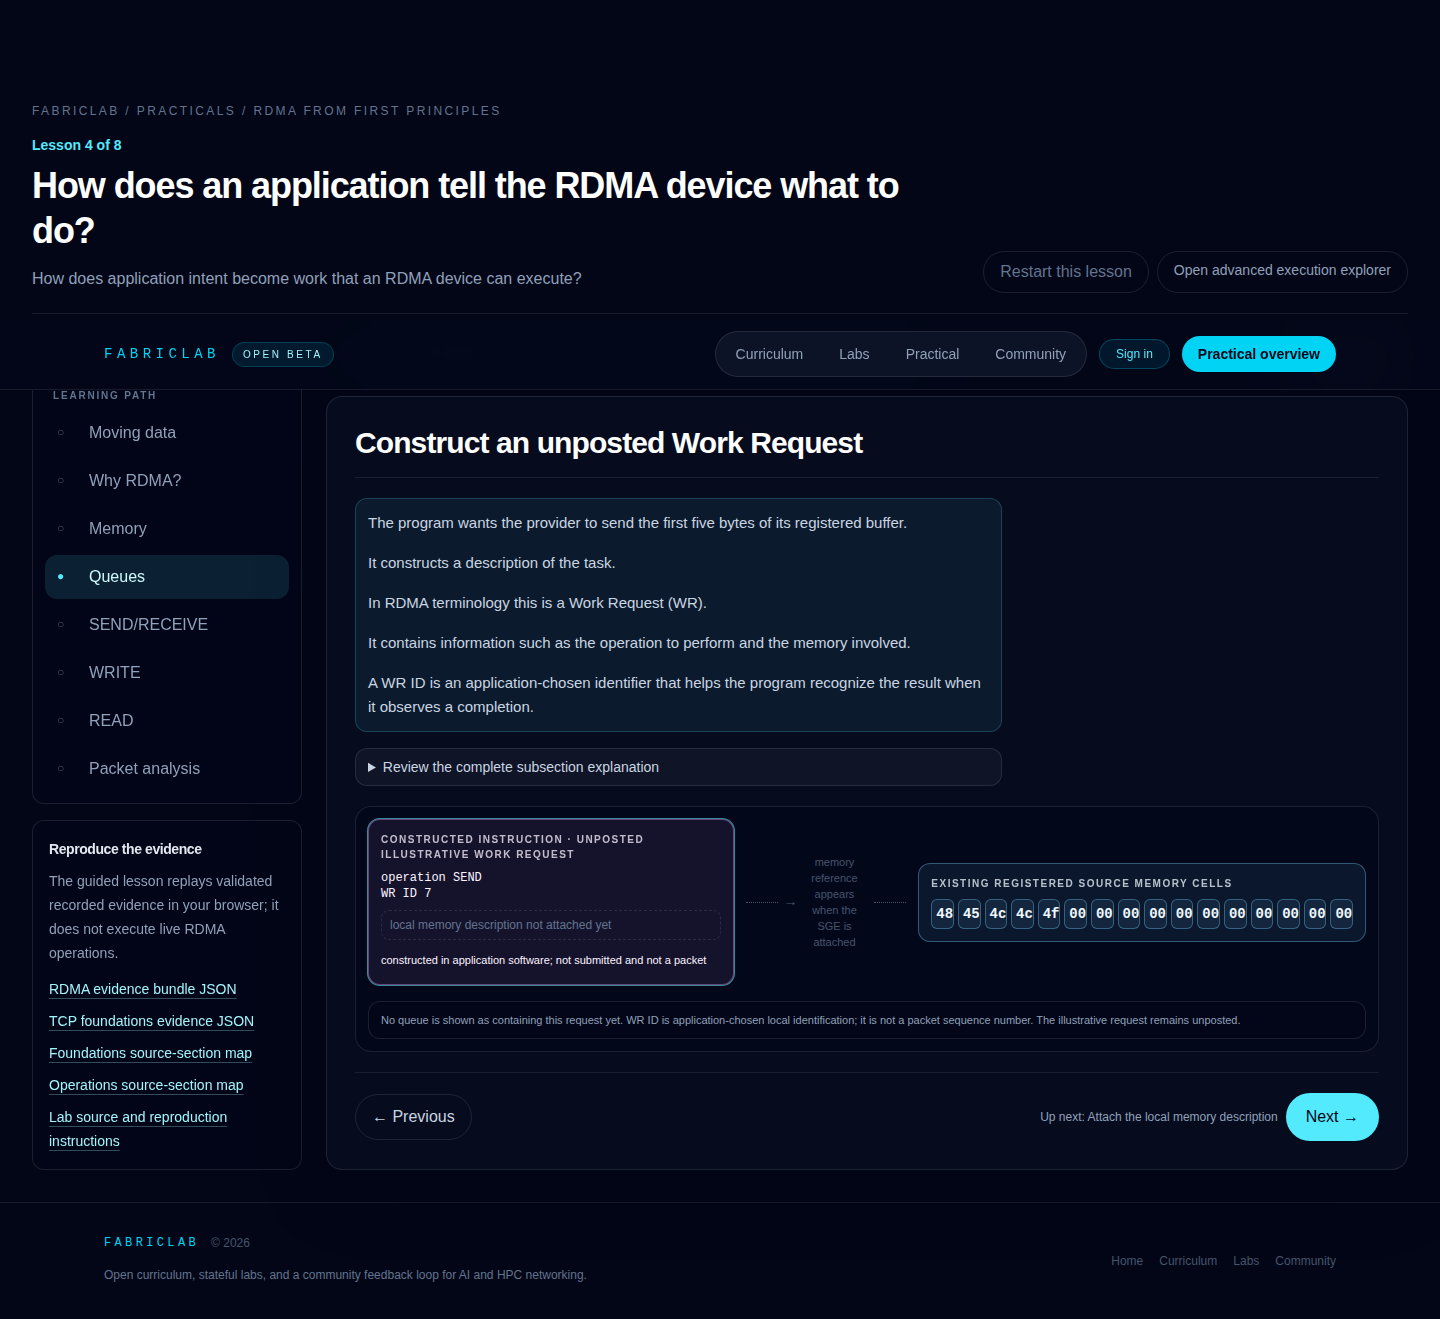 FABRICLAB / PRACTICALS / RDMA FROM FIRST PRINCIPLES
Lesson 4 of 8
How does an application tell the RDMA device what to
do?
How does application intent become work that an RDMA device can execute?
Restart this lesson
Open advanced execution explorer
FABRICLAB
OPEN BETA
Curriculum
Labs
Practical
Community
Sign in
Practical overview
LEARNING PATH
Moving data
Why RDMA?
Memory
Queues
SEND/RECEIVE
WRITE
READ
Packet analysis
Reproduce the evidence
The guided lesson replays validated
recorded evidence in your browser; it
does not execute live RDMA
operations.
RDMA evidence bundle JSON
TCP foundations evidence JSON
Foundations source-section map
Operations source-section map
Lab source and reproduction
instructions
Construct an unposted Work Request
The program wants the provider to send the first five bytes of its registered buffer.
It constructs a description of the task.
In RDMA terminology this is a Work Request (WR).
It contains information such as the operation to perform and the memory involved.
A WR ID is an application-chosen identifier that helps the program recognize the result when
it observes a completion.
▶ Review the complete subsection explanation
CONSTRUCTED INSTRUCTION · UNPOSTED
ILLUSTRATIVE WORK REQUEST
operation SEND
WR ID 7
local memory description not attached yet
constructed in application software; not submitted and not a packet
→
memory
reference
appears
when the
SGE is
attached
EXISTING REGISTERED SOURCE MEMORY CELLS
48 45 4c 4c 4f 00 00 00 00 00 00 00 00 00 00 00
No queue is shown as containing this request yet. WR ID is application-chosen local identification; it is not a packet sequence number. The illustrative request remains unposted.
← Previous
Up next: Attach the local memory description
Next →
FABRICLAB © 2026
Open curriculum, stateful labs, and a community feedback loop for AI and HPC networking.
Home
Curriculum
Labs
Community